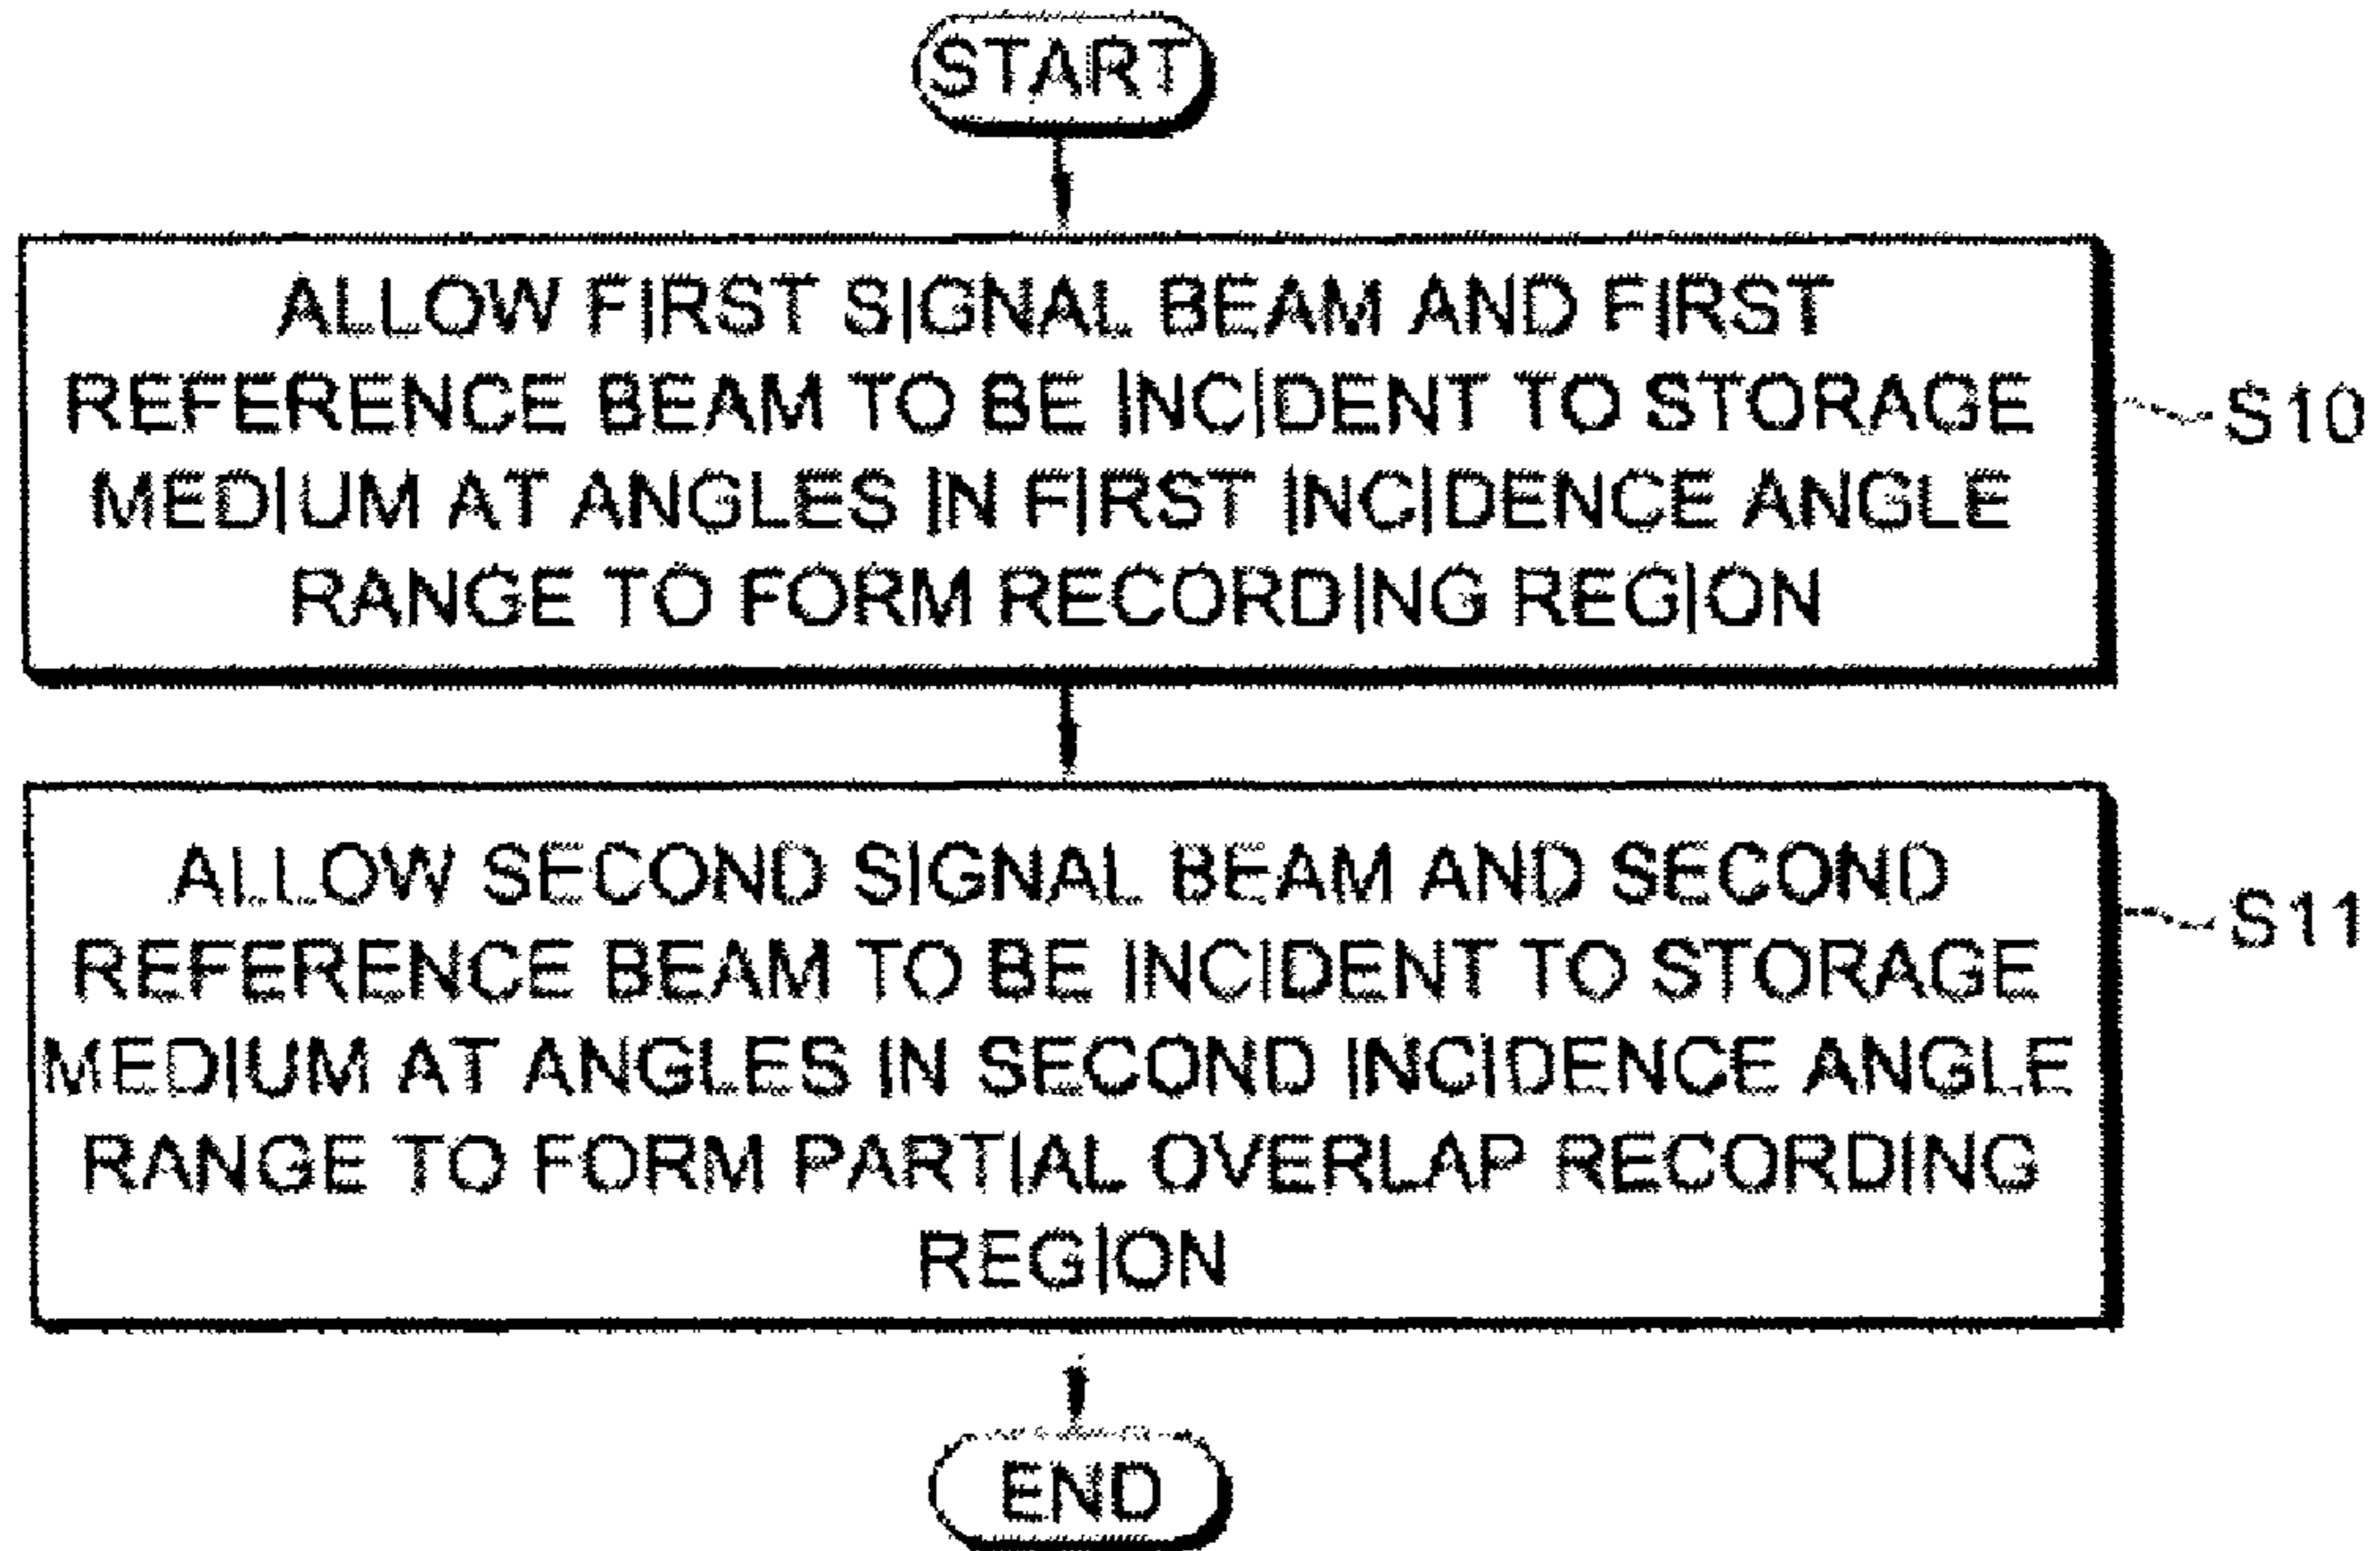 START
ALLOW FIRST SIGNAL BEAM AND FIRST
REFERENCE BEAM TO BE INCIDENT TO STORAGE
MEDIUM AT ANGLES IN FIRST INCIDENCE ANGLE
RANGE TO FORM RECORDING REGION
S10
ALLOW SECOND SIGNAL BEAM AND SECOND
REFERENCE BEAM TO BE INCIDENT TO STORAGE
MEDIUM AT ANGLES IN SECOND INCIDENCE ANGLE
RANGE TO FORM PARTIAL OVERLAP RECORDING
REGION
S11
END